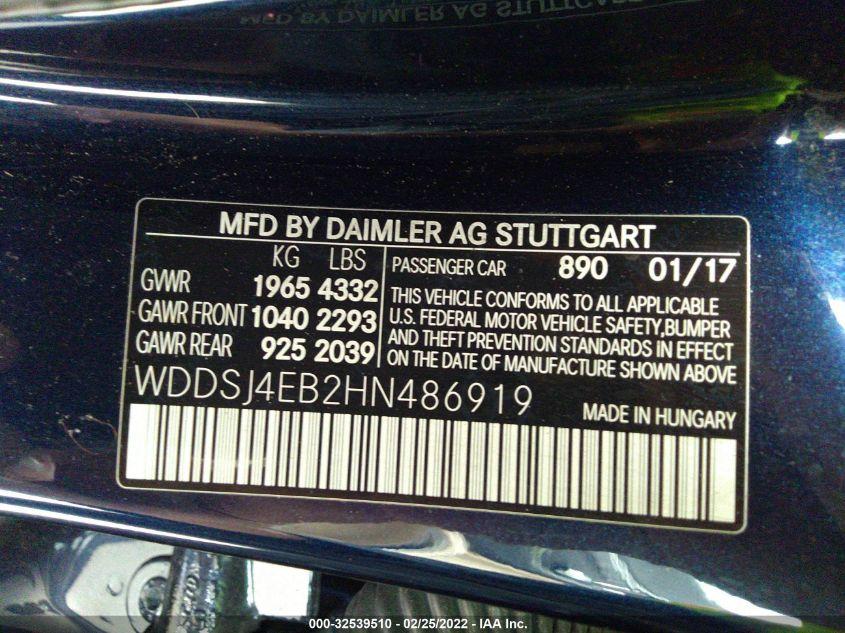 MFD BY DAIMLER AG STUTTGART
KG LBS
GVWR 1965 4332
GAWR FRONT 1040 2293
GAWR REAR 925 2039
PASSENGER CAR 890 01/17
THIS VEHICLE CONFORMS TO ALL APPLICABLE
U.S. FEDERAL MOTOR VEHICLE SAFETY,BUMPER
AND THEFT PREVENTION STANDARDS IN EFFECT
ON THE DATE OF MANUFACTURE SHOWN ABOVE
WDDSJ4EB2HN486919
MADE IN HUNGARY
000-32539510 - 02/25/2022 - IAA Inc.